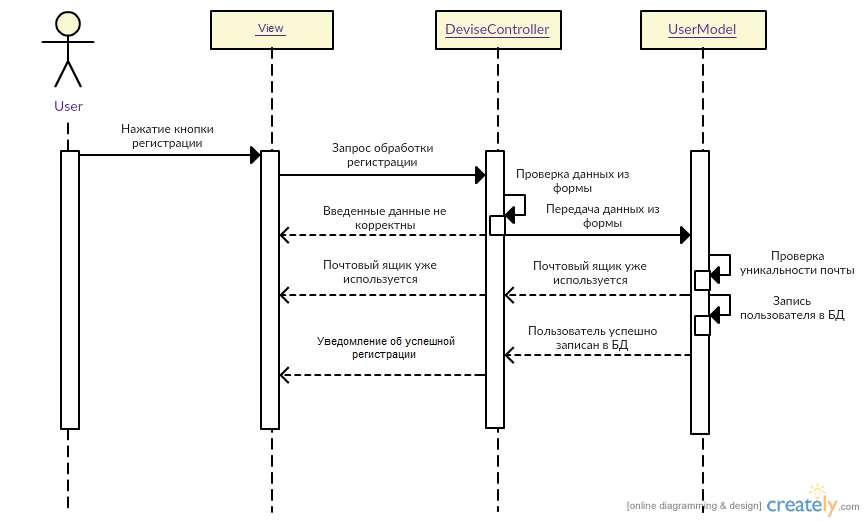 View
DeviseController
UserModel
User
Нажатие кнопки
регистрации
Запрос обработки
регистрации
Проверка данных из
формы
Введенные данные не
корректны
Передача данных из
формы
Проверка
уникальности почты
Почтовый ящик уже
используется
Почтовый ящик уже
используется
Запись
пользователя в БД
Уведомление об успешной
регистрации
Пользователь успешно
записан в БД
[online diagramming & design] creately.com